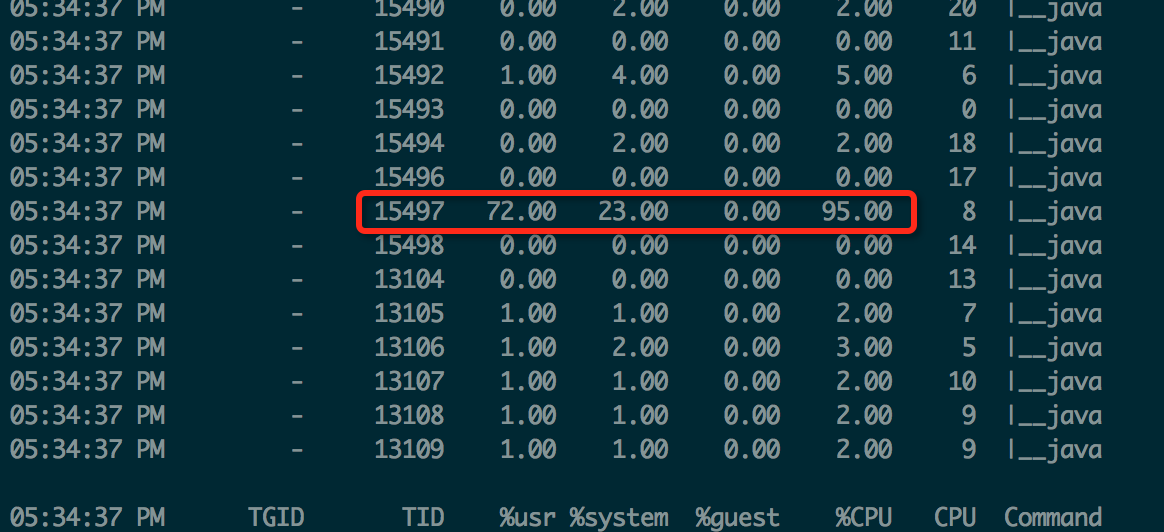 05:34:37 PM - 15490 0.00 2.00 0.00 2.00 20 |__java
05:34:37 PM - 15491 0.00 0.00 0.00 0.00 11 |__java
05:34:37 PM - 15492 1.00 4.00 0.00 5.00 6 |__java
05:34:37 PM - 15493 0.00 0.00 0.00 0.00 0 |__java
05:34:37 PM - 15494 0.00 2.00 0.00 2.00 18 |__java
05:34:37 PM - 15496 0.00 0.00 0.00 0.00 17 |__java
05:34:37 PM - 15497 72.00 23.00 0.00 95.00 8 |__java
05:34:37 PM - 15498 0.00 0.00 0.00 0.00 14 |__java
05:34:37 PM - 13104 0.00 0.00 0.00 0.00 13 |__java
05:34:37 PM - 13105 1.00 1.00 0.00 2.00 7 |__java
05:34:37 PM - 13106 1.00 2.00 0.00 3.00 5 |__java
05:34:37 PM - 13107 1.00 1.00 0.00 2.00 10 |__java
05:34:37 PM - 13108 1.00 1.00 0.00 2.00 9 |__java
05:34:37 PM - 13109 1.00 1.00 0.00 2.00 9 |__java
05:34:37 PM TGID TID %usr %system %guest %CPU CPU Command